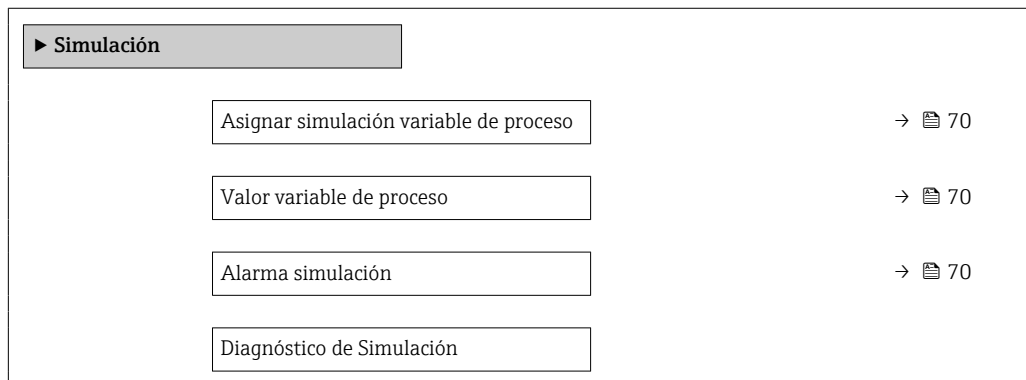 ▶ Simulación
Asignar simulación variable de proceso → 70
Valor variable de proceso → 70
Alarma simulación → 70
Diagnóstico de Simulación